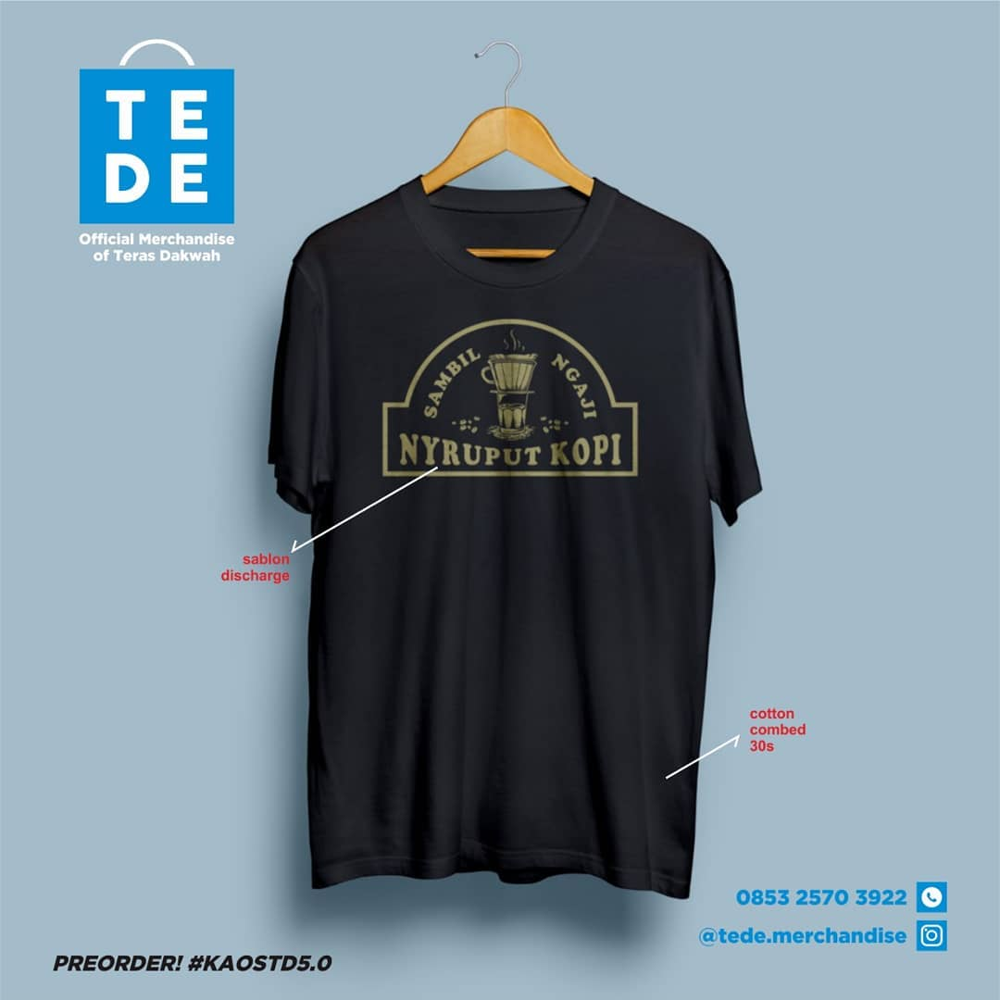 TE
DE
Official Merchandise
of Teras Dakwah
SAMBIL NGAJI
NYRUPUT KOPI
sablon
discharge
cotton
combed
30s
0853 2570 3922
@tede.merchandise
PREORDER! #KAOSTD5.0